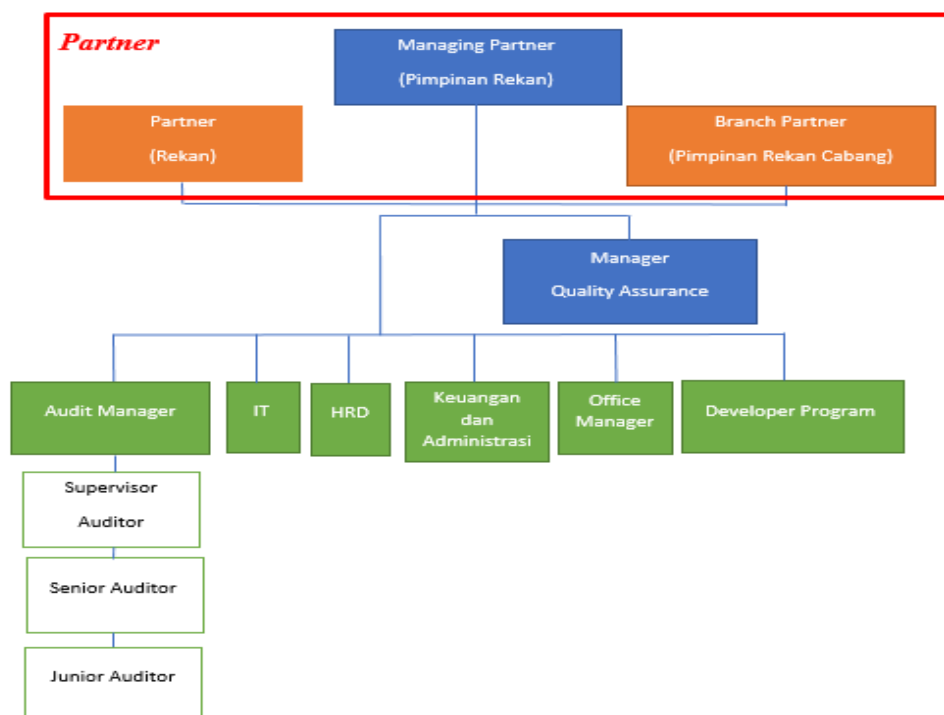 Partner
Managing Partner
(Pimpinan Rekan)
Partner
(Rekan)
Branch Partner
(Pimpinan Rekan Cabang)
Manager
Quality Assurance
Audit Manager
IT
HRD
Keuangan
dan
Administrasi
Office
Manager
Developer Program
Supervisor
Auditor
Senior Auditor
Junior Auditor